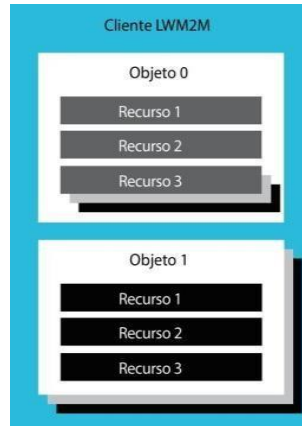 Cliente LWM2M
Objeto 0
Recurso 1
Recurso 2
Recurso 3
Objeto 1
Recurso 1
Recurso 2
Recurso 3